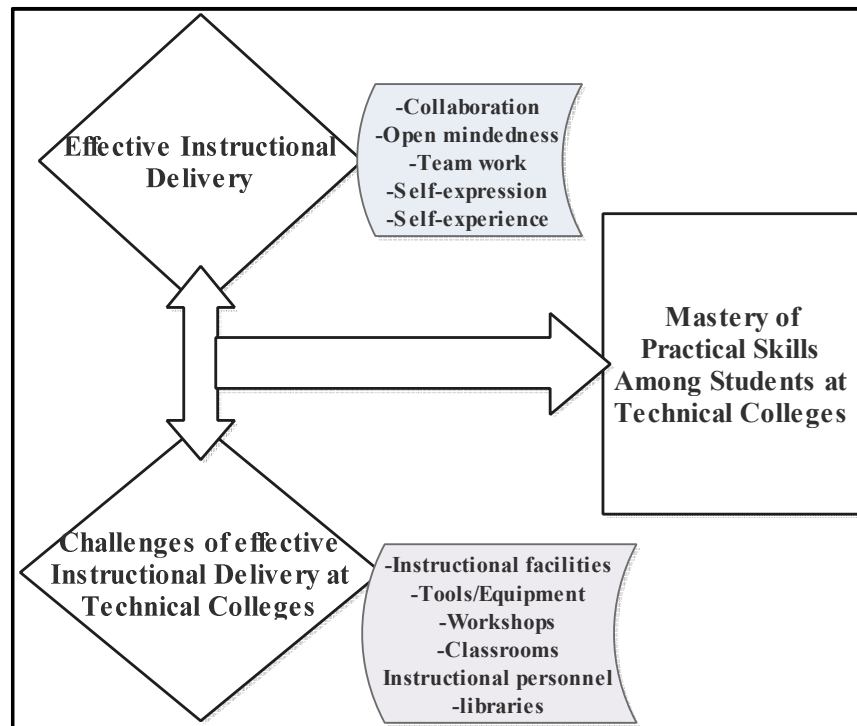 Effective Instructional
Delivery
-Collaboration
-Open mindedness
-Team work
-Self-expression
-Self-experience
Mastery of
Practical Skills
Among Students at
Technical Colleges
Challenges of effective
Instructional Delivery at
Technical Colleges
-Instructional facilities
-Tools/Equipment
-Workshops
-Classrooms
Instructional personnel
-libraries